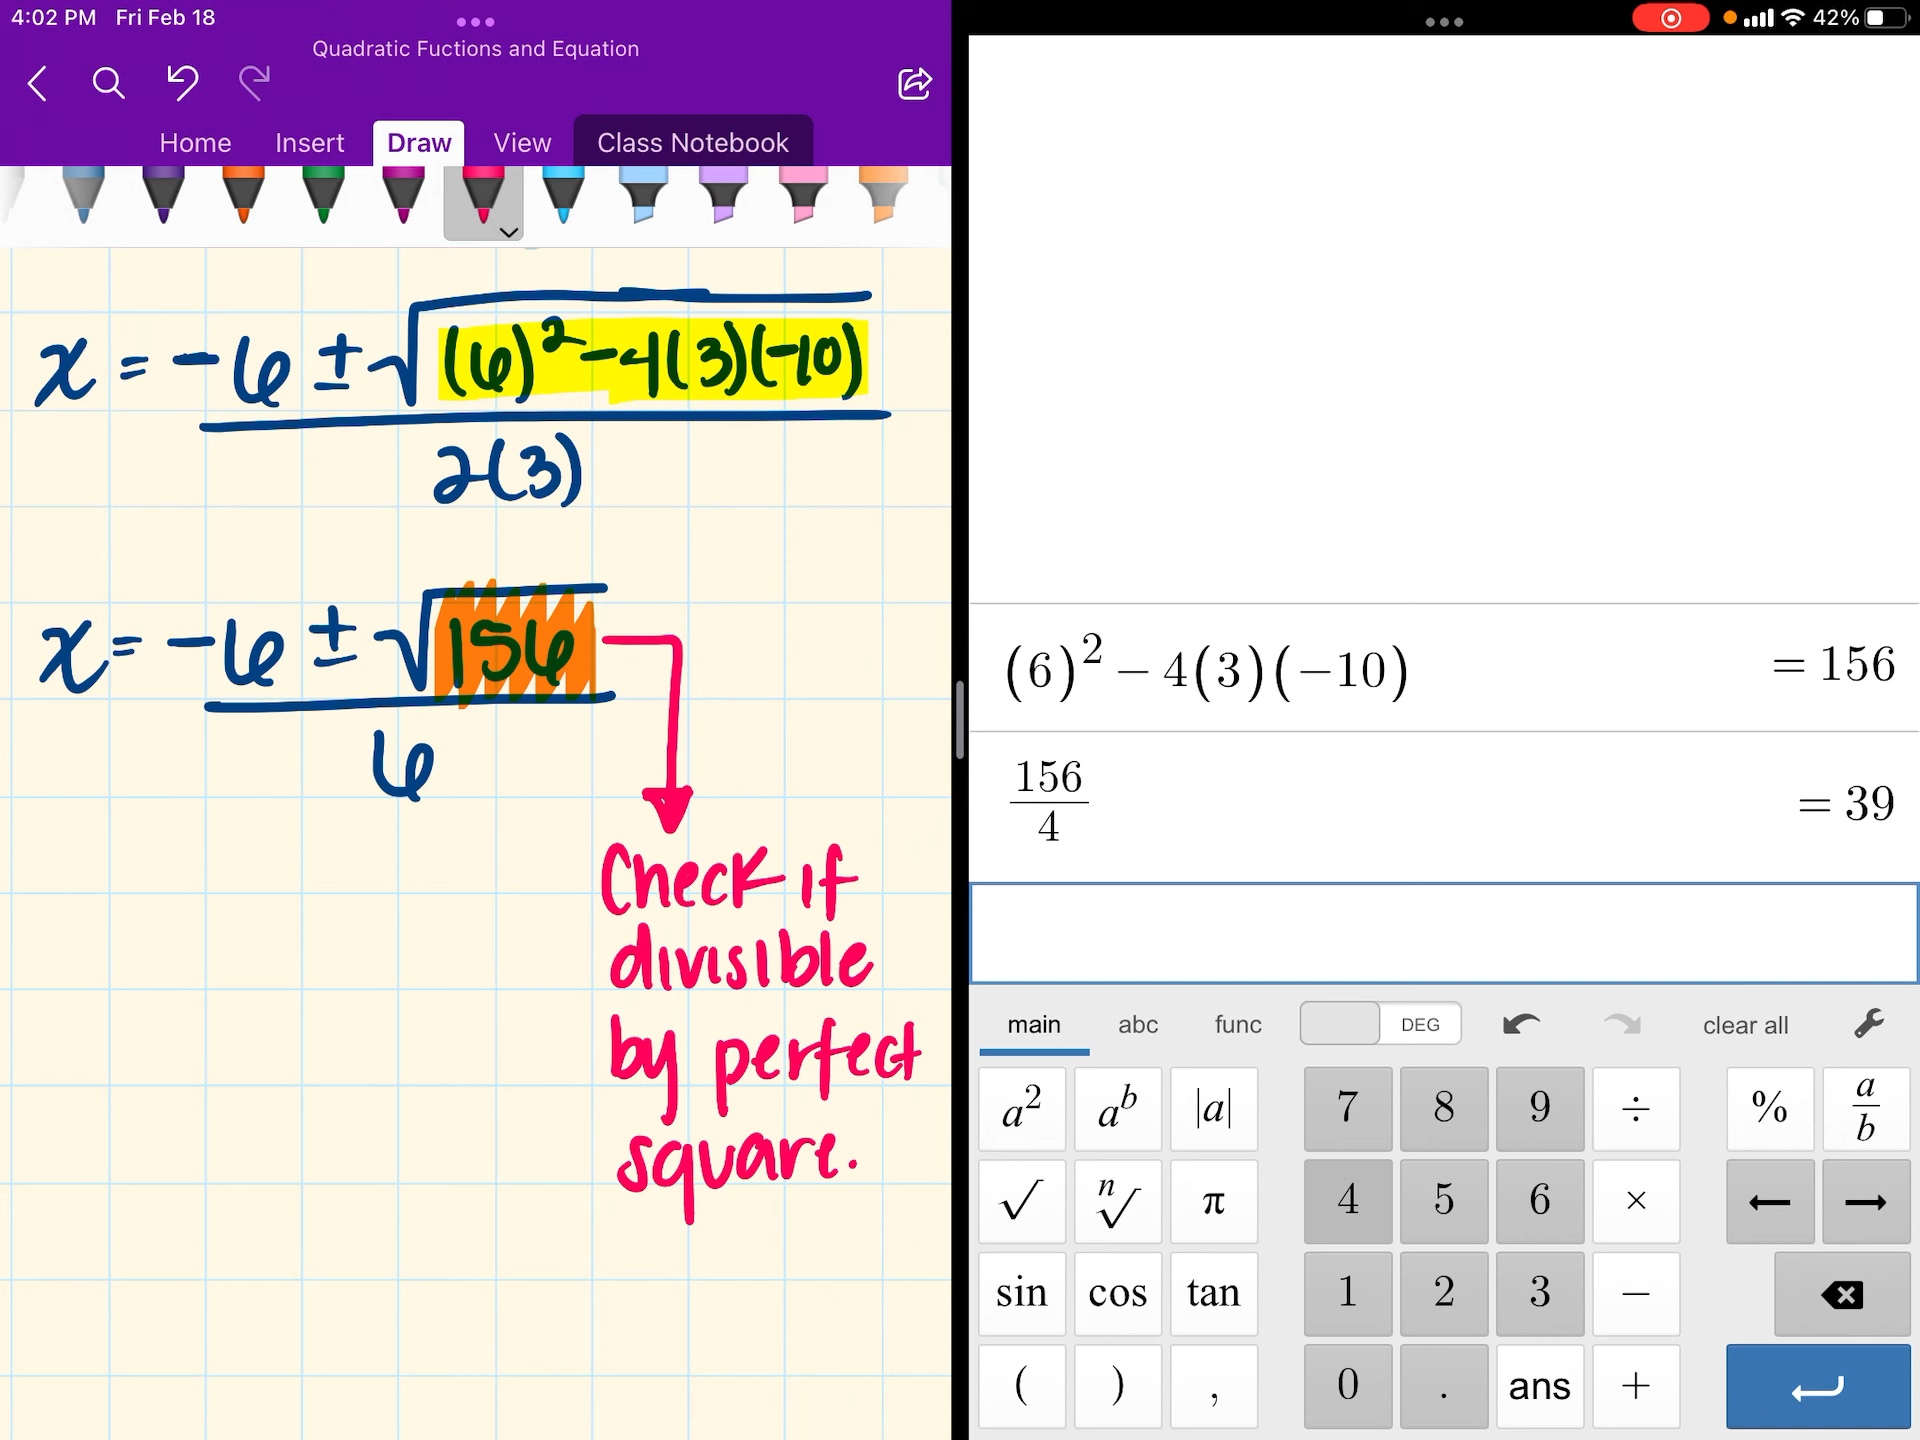 4:02 PM Fri Feb 18
42%
Quadratic Fuctions and Equation
Home Insert Draw View Class Notebook
x = -6 ± √(6)² - 4(3)(-10)
2(3)
x = -6 ± √156
6
Check if
divisible
by perfect
square.
(6)² − 4(3)(−10) = 156
156
4
= 39
main abc func DEG clear all
a² aᵇ |a| 7 8 9 ÷ % a/b
√ ⁿ√ π 4 5 6 × ← →
sin cos tan 1 2 3 −
( ) , 0 . ans +